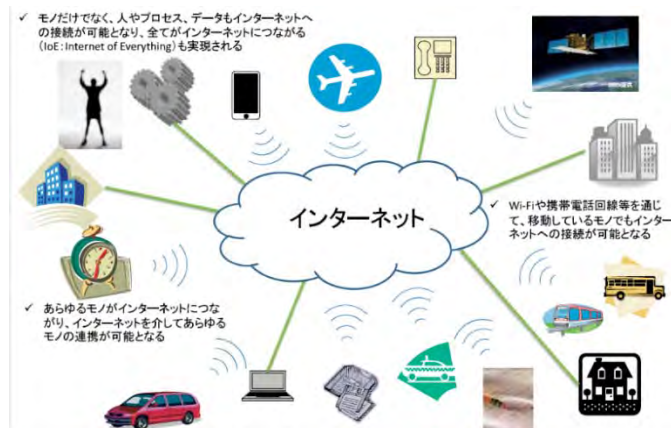 ✓ モノだけでなく、人やプロセス、データもインターネットへ
の接続が可能となり、全てがインターネットにつながる
（IoE：Internet of Everything）も実現される
インターネット
✓ Wi-Fiや携帯電話回線等を通じ
て、移動しているモノでもインター
ネットへの接続が可能となる
✓ あらゆるモノがインターネットにつな
がり、インターネットを介してあらゆる
モノの連携が可能となる